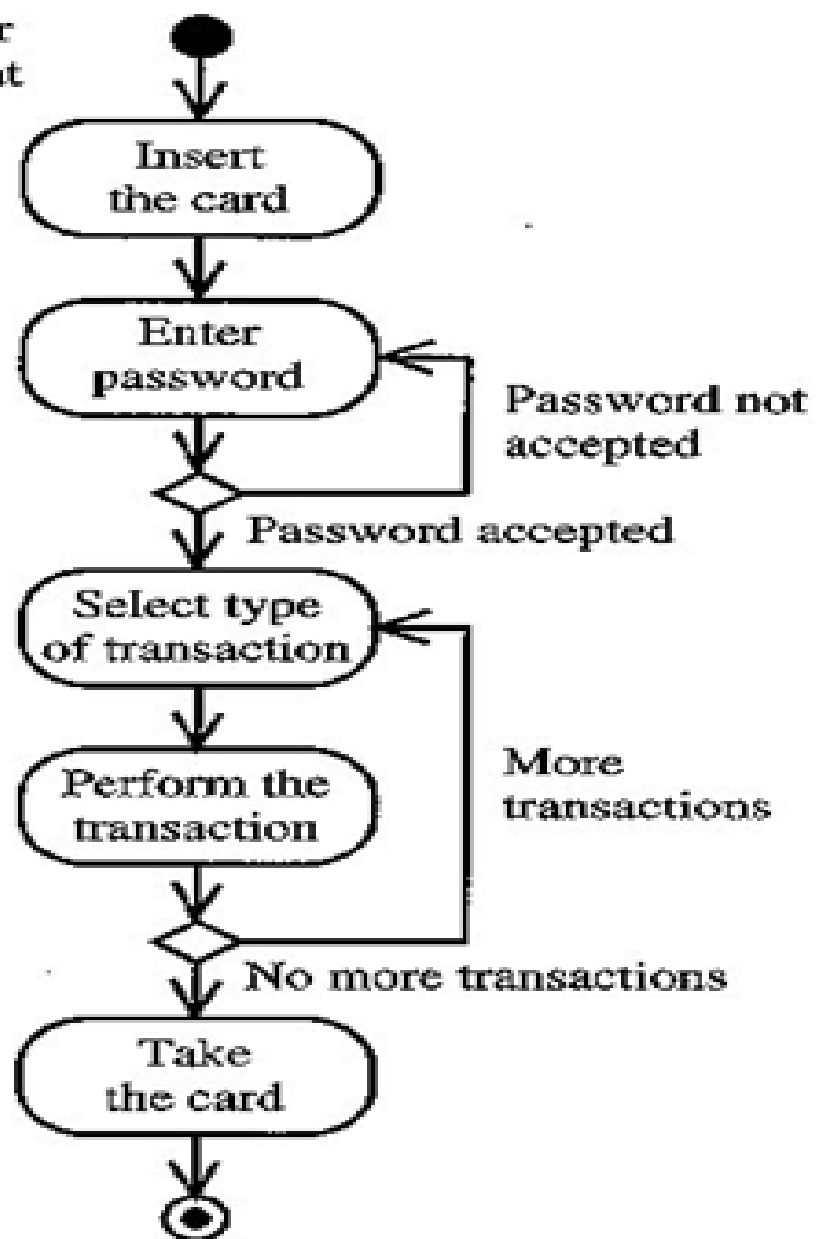 Insert
the card
Enter
password
Password not
accepted
Password accepted
Select type
of transaction
Perform the
transaction
More
transactions
No more transactions
Take
the card